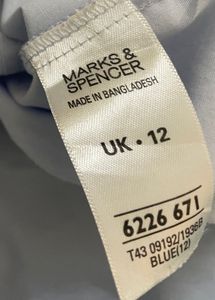 MARKS &
SPENCER
MADE IN BANGLADESH
UK • 12
6226 671
T43 09192/1936B
BLUE(12)